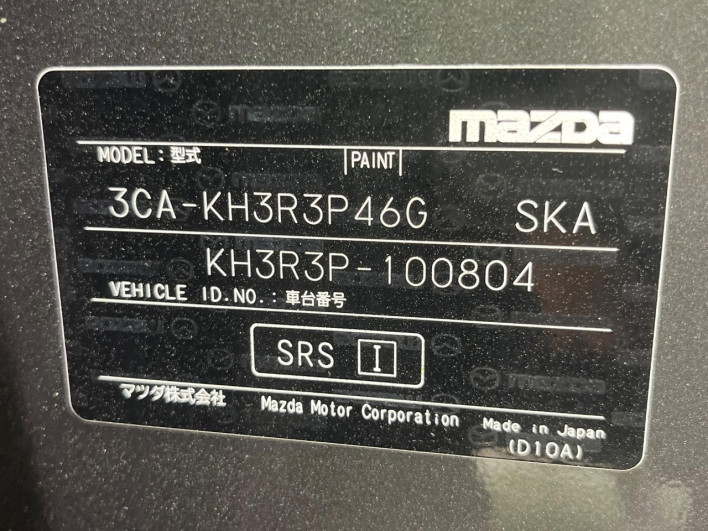 mazDa
MODEL：型式 PAINT
3CA-KH3R3P46G SKA
KH3R3P-100804
VEHICLE ID.NO.：車台番号
SRS I
マツダ株式会社 Mazda Motor Corporation Made in Japan
(D10A)